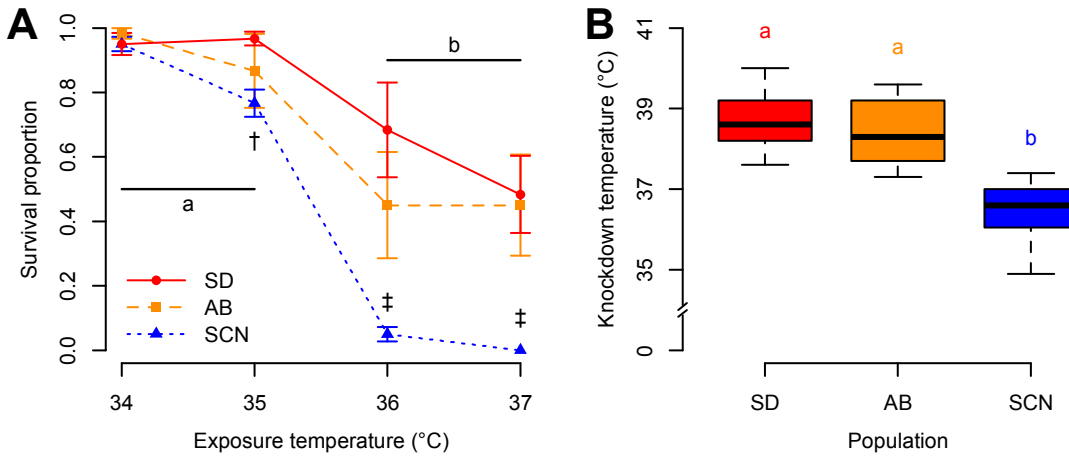 A
Survival proportion
1.0
0.8
0.6
0.4
0.2
0.0
b
†
a
‡
‡
SD
AB
SCN
34 35 36 37
Exposure temperature (°C)
B
Knockdown temperature (°C)
41
39
37
35
0
a
a
b
SD AB SCN
Population